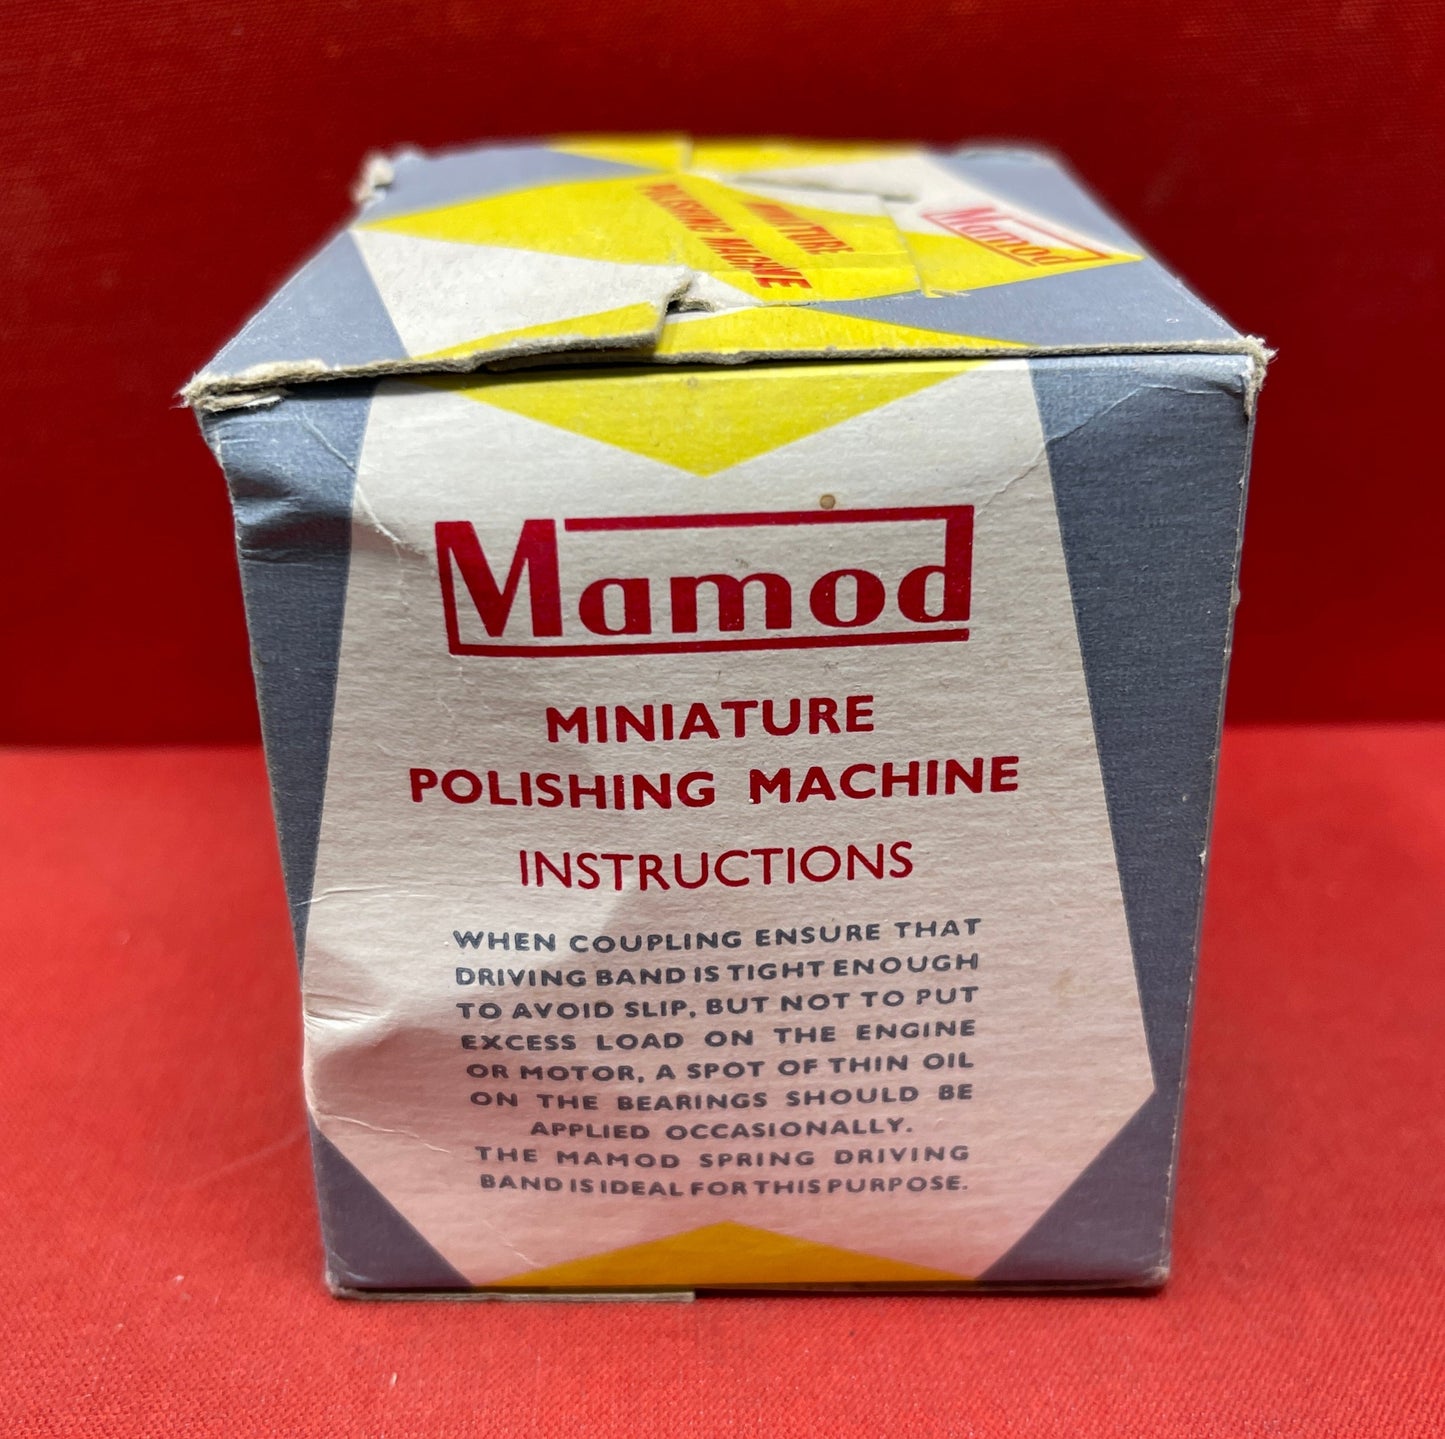 MINIATURE
POLISHING MACHINE
Mamod
Mamod
MINIATURE
POLISHING MACHINE
INSTRUCTIONS
WHEN COUPLING ENSURE THAT
DRIVING BAND IS TIGHT ENOUGH
TO AVOID SLIP, BUT NOT TO PUT
EXCESS LOAD ON THE ENGINE
OR MOTOR, A SPOT OF THIN OIL
ON THE BEARINGS SHOULD BE
APPLIED OCCASIONALLY.
THE MAMOD SPRING DRIVING
BAND IS IDEAL FOR THIS PURPOSE.